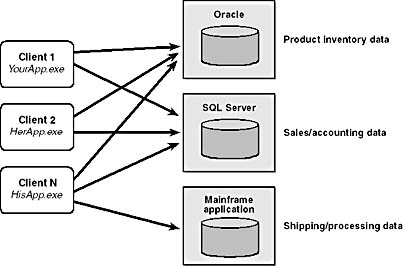 Oracle
Product inventory data
Client 1
YourApp.exe
Client 2
HerApp.exe
SQL Server
Sales/accounting data
Client N
HisApp.exe
Mainframe
application
Shipping/processing data